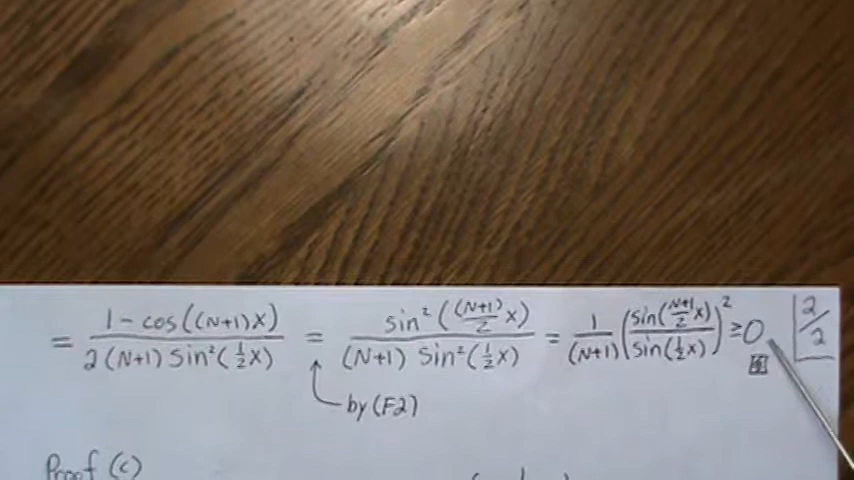 = (1 - cos((N+1)x)) / (2(N+1) sin²(½x)) = sin²((N+1)/2 x) / ((N+1) sin²(½x)) = 1/(N+1) (sin((N+1)/2 x) / sin(½x))² ≥ 0
2/2
by (F2)
Proof (c)